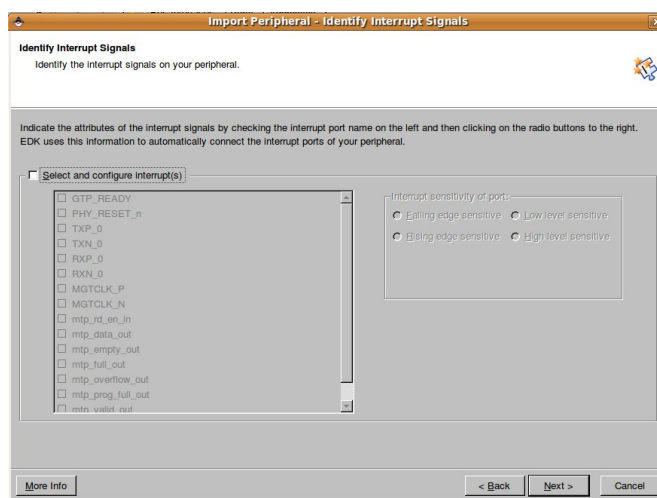 Import Peripheral - Identify Interrupt Signals
Identify Interrupt Signals
Identify the interrupt signals on your peripheral.
Indicate the attributes of the interrupt signals by checking the interrupt port name on the left and then clicking on the radio buttons to the right.
EDK uses this information to automatically connect the interrupt ports of your peripheral.
Select and configure interrupt(s)
GTP_READY
PHY_RESET_n
TXP_0
TXN_0
RXP_0
RXN_0
MGTCLK_P
MGTCLK_N
mtp_rd_en_in
mtp_data_out
mtp_empty_out
mtp_full_out
mtp_overflow_out
mtp_prog_full_out
mtp_valid_out
Interrupt sensitivity of port:
Falling edge sensitive Low level sensitive
Rising edge sensitive High level sensitive
More Info < Back Next > Cancel